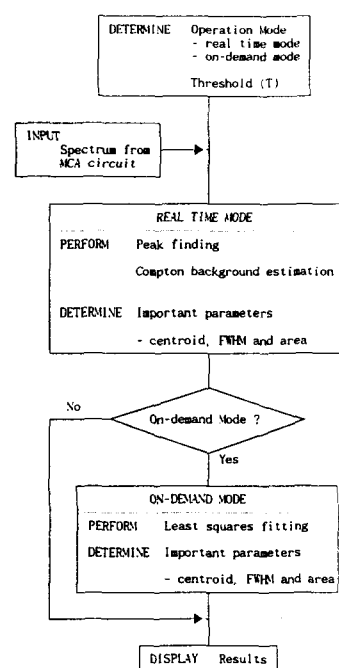 DETERMINE Operation Mode
- real time mode
- on-demand mode
Threshold (T)
INPUT
Spectrum from
MCA circuit
REAL TIME MODE
PERFORM Peak finding
Compton background estimation
DETERMINE Important parameters
- centroid, FWHM and area
On-demand Mode ?
No
Yes
ON-DEMAND MODE
PERFORM Least squares fitting
DETERMINE Important parameters
- centroid, FWHM and area
DISPLAY Results